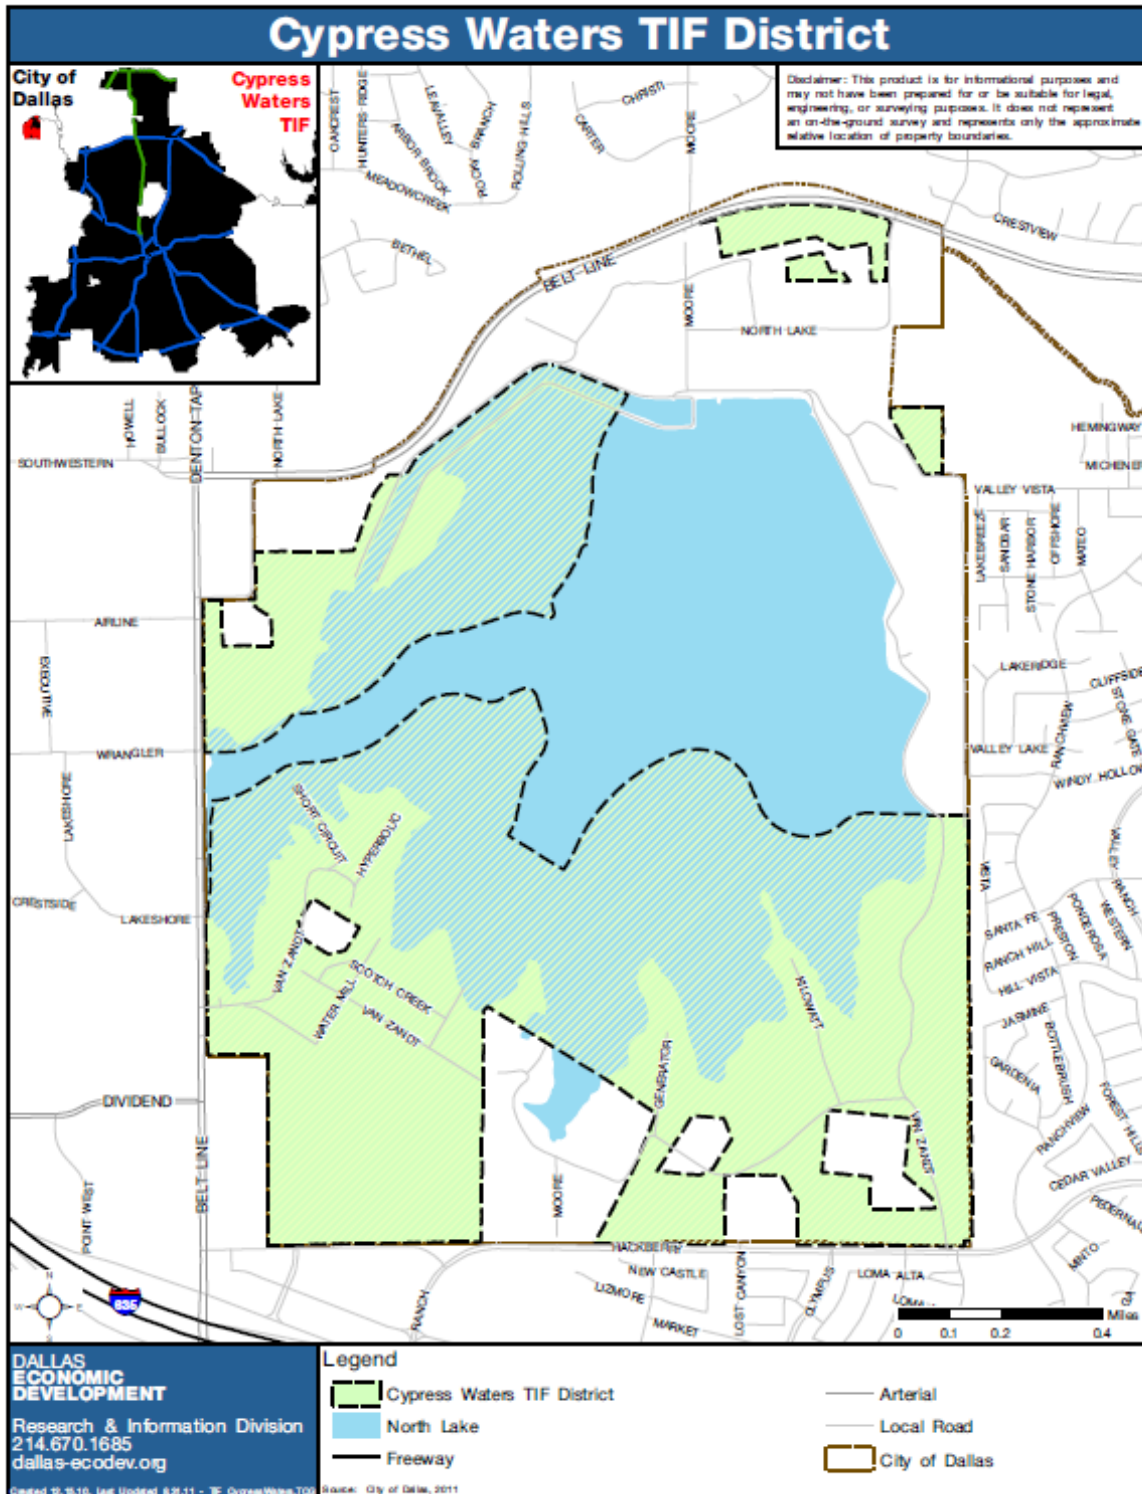 Cypress Waters TIF District
City of
Dallas
Cypress
Waters
TIF
Disclaimer: This product is for informational purposes and
may not have been prepared for or be suitable for legal,
engineering, or surveying purposes. It does not represent
an on-the-ground survey and represents only the approximate
relative location of property boundaries.
OAKCREST
HUNTERS RIDGE
LEAVALLEY
ARBOR BROOK
ROLLING HILLS
MEADOWCREEK
BETHEL
CHRISTI
CARTER
MOORE
CRESTVIEW
BELT LINE
MOORE
NORTH LAKE
HOWELL
BULLOCK
DENTON TAP
NORTH LAKE
SOUTHWESTERN
HEMINGWAY
VALLEY VISTA
LAKEBREEZE
SANDBAR
STONE HARBOR
OFFSHORE
MATEO
AIRLINE
EXECUTIVE
LAKERIDGE
CLIFFSIDE
STONE GATE
RANCHVIEW
WRANGLER
VALLEY LAKE
WINDY HOLLOW
LAKESHORE
SHORT CIRCUIT
HYPERBOLIC
VALLEY RANCH
VISTA
CRESTSIDE
LAKESHORE
SANTA FE
PRESTON
PONDEROSA
WESTERN
RANCH HILL
HILL VISTA
VAN ZANDT
SCOTCH CREEK
WATER MILL
VAN ZANDT
KILOWATT
JASMINE
BOTTLEBRUSH
GENERATOR
GARDENIA
DIVIDEND
FOREST HILLS
RANCHVIEW
VAN ZANDT
CEDAR VALLEY
BELT LINE
POINT WEST
MOORE
HACKBERRY
NEW CASTLE
LIZMORE
MARKET
LOST CANYON
OLYMPUS
LOMA ALTA
MINTO
RANCH
635
N
W
E
S
Miles
0 0.1 0.2 0.4
DALLAS
ECONOMIC
DEVELOPMENT
Research & Information Division
214.670.1685
dallas-ecodev.org
Legend
Cypress Waters TIF District
North Lake
Freeway
Arterial
Local Road
City of Dallas
Source: City of Dallas, 2011